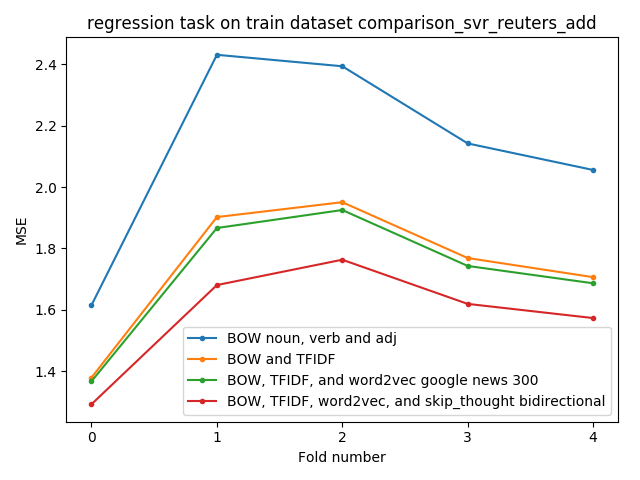 regression task on train dataset comparison_svr_reuters_add
MSE
2.4
2.2
2.0
1.8
1.6
1.4
BOW noun, verb and adj
BOW and TFIDF
BOW, TFIDF, and word2vec google news 300
BOW, TFIDF, word2vec, and skip_thought bidirectional
0 1 2 3 4
Fold number